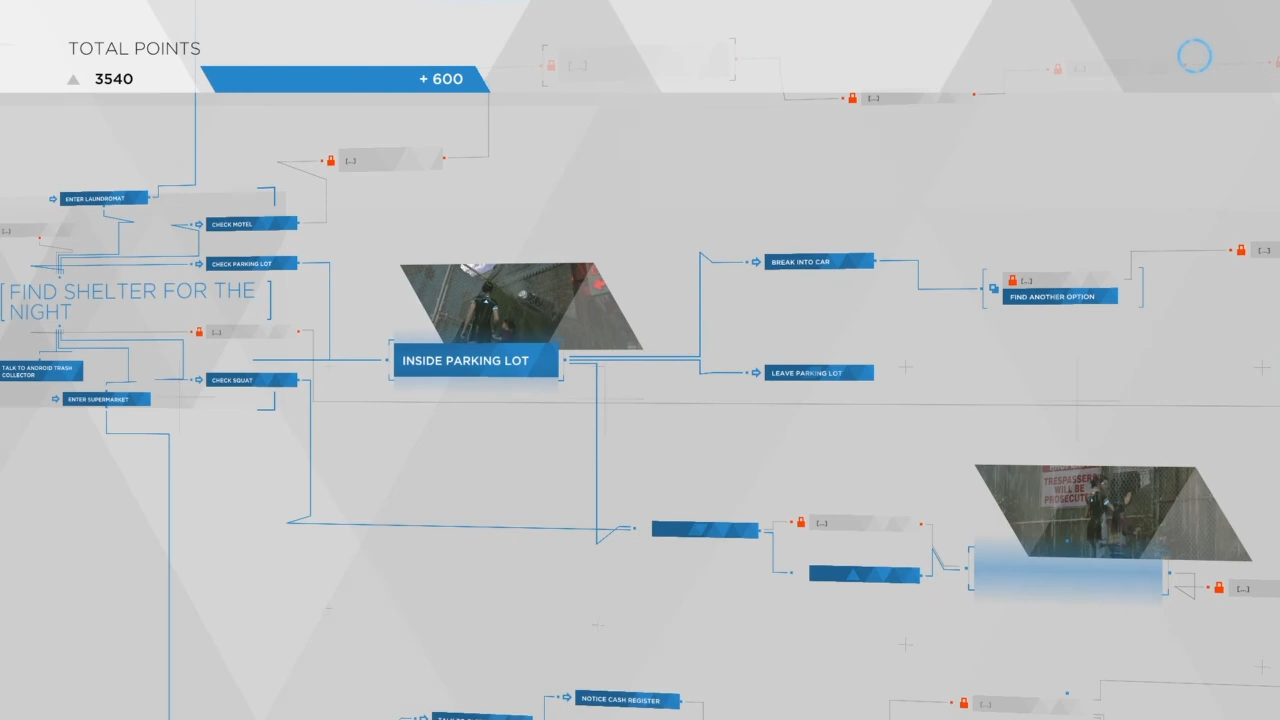 TOTAL POINTS
3540
+ 600
[...]
[...]
[...]
ENTER LAUNDROMAT
CHECK MOTEL
[...]
CHECK PARKING LOT
BREAK INTO CAR
[...]
[...]
FIND ANOTHER OPTION
FIND SHELTER FOR THE
NIGHT
[...]
INSIDE PARKING LOT
TALK TO ANDROID TRASH
COLLECTOR
CHECK SQUAT
LEAVE PARKING LOT
ENTER SUPERMARKET
TRESPASSERS
WILL BE
PROSECUTED
[...]
[...]
NOTICE CASH REGISTER
[...]